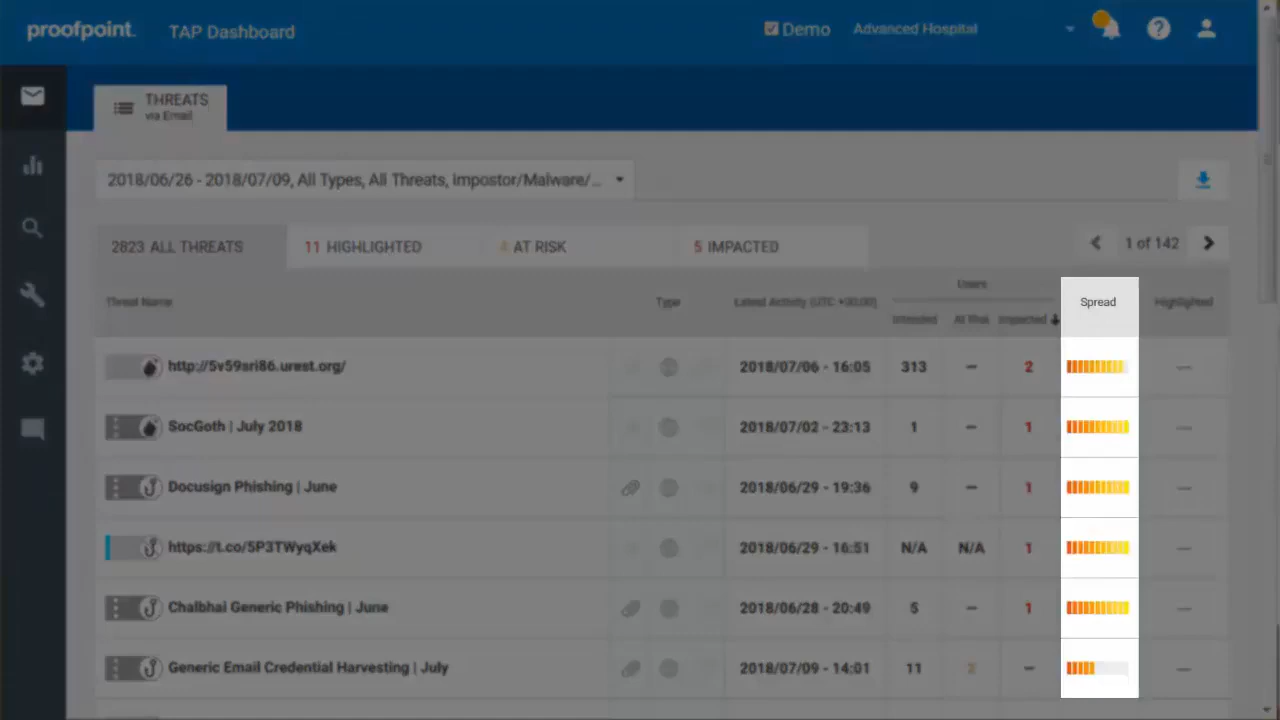 proofpoint. TAP Dashboard Demo Advanced Hospital
THREATS
via Email
2018/06/26 - 2018/07/09, All Types, All Threats, Impostor/Malware/...
2823 ALL THREATS 11 HIGHLIGHTED 4 AT RISK 5 IMPACTED 1 of 142
Users
Threat Name Type Latest Activity (UTC +00:00) Spread Highlighted
Intended At Risk Impacted
http://5v59sri86.urest.org/ 2018/07/06 - 16:05 313 – 2 —
SocGoth | July 2018 2018/07/02 - 23:13 1 – 1 —
Docusign Phishing | June 2018/06/29 - 19:36 9 – 1 —
https://t.co/5P3TWyqXek 2018/06/29 - 16:51 N/A N/A 1 —
Chalbhai Generic Phishing | June 2018/06/28 - 20:49 5 – 1 —
Generic Email Credential Harvesting | July 2018/07/09 - 14:01 11 2 – —